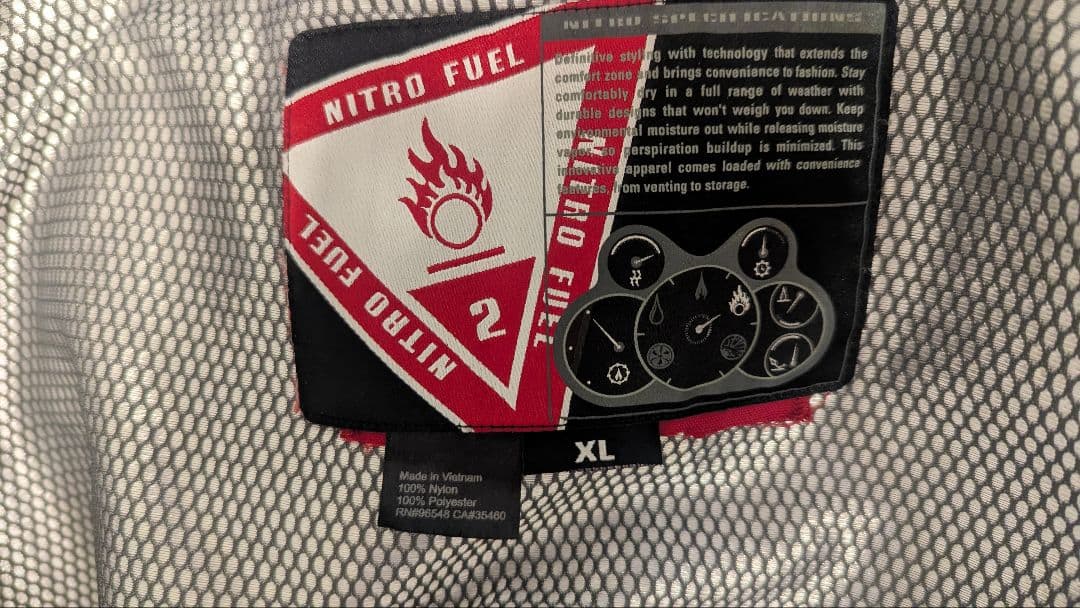 NITRO FUEL
NITRO FUEL
NITRO FUEL
2
NITRO SPECIFICATIONS
Definitive styling with technology that extends the
comfort zone and brings convenience to fashion. Stay
comfortably dry in a full range of weather with
durable designs that won't weigh you down. Keep
environmental moisture out while releasing moisture
vapor, so perspiration buildup is minimized. This
innovative apparel comes loaded with convenience
features, from venting to storage.
XL
Made in Vietnam
100% Nylon
100% Polyester
RN#96548 CA#35460